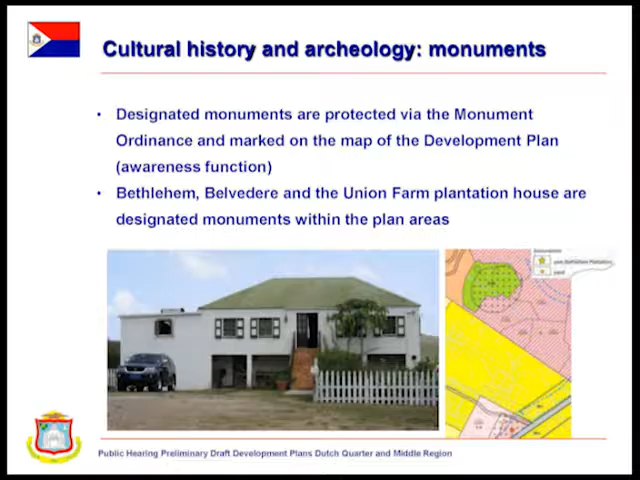 Cultural history and archeology: monuments
• Designated monuments are protected via the Monument
Ordinance and marked on the map of the Development Plan
(awareness function)
• Bethlehem, Belvedere and the Union Farm plantation house are
designated monuments within the plan areas
Bethlehem Plantation
Public Hearing Preliminary Draft Development Plans Dutch Quarter and Middle Region